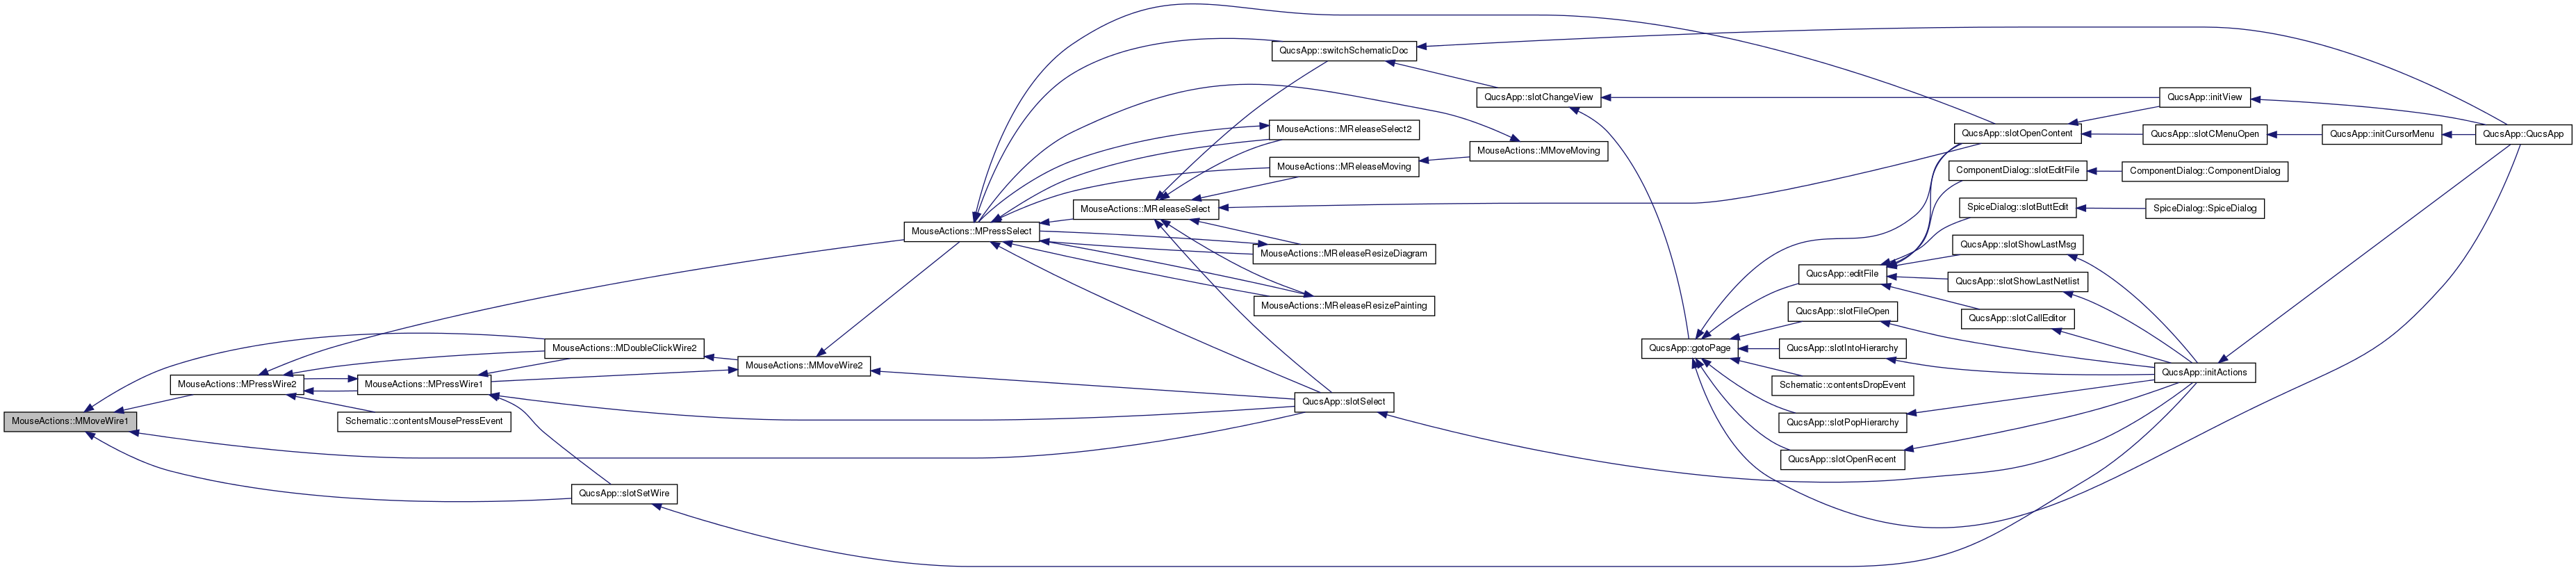 MouseActions::MMoveWire1
MouseActions::MPressWire2
MouseActions::MPressWire1
Schematic::contentsMousePressEvent
MouseActions::MDoubleClickWire2
QucsApp::slotSetWire
MouseActions::MMoveWire2
MouseActions::MPressSelect
MouseActions::MReleaseSelect
QucsApp::switchSchematicDoc
MouseActions::MReleaseSelect2
MouseActions::MReleaseMoving
MouseActions::MReleaseResizeDiagram
MouseActions::MReleaseResizePainting
QucsApp::slotSelect
QucsApp::slotChangeView
MouseActions::MMoveMoving
QucsApp::gotoPage
QucsApp::editFile
QucsApp::slotFileOpen
QucsApp::slotIntoHierarchy
Schematic::contentsDropEvent
QucsApp::slotPopHierarchy
QucsApp::slotOpenRecent
QucsApp::slotOpenContent
ComponentDialog::slotEditFile
SpiceDialog::slotButtEdit
QucsApp::slotShowLastMsg
QucsApp::slotShowLastNetlist
QucsApp::slotCallEditor
QucsApp::initView
QucsApp::slotCMenuOpen
ComponentDialog::ComponentDialog
SpiceDialog::SpiceDialog
QucsApp::initActions
QucsApp::initCursorMenu
QucsApp::QucsApp